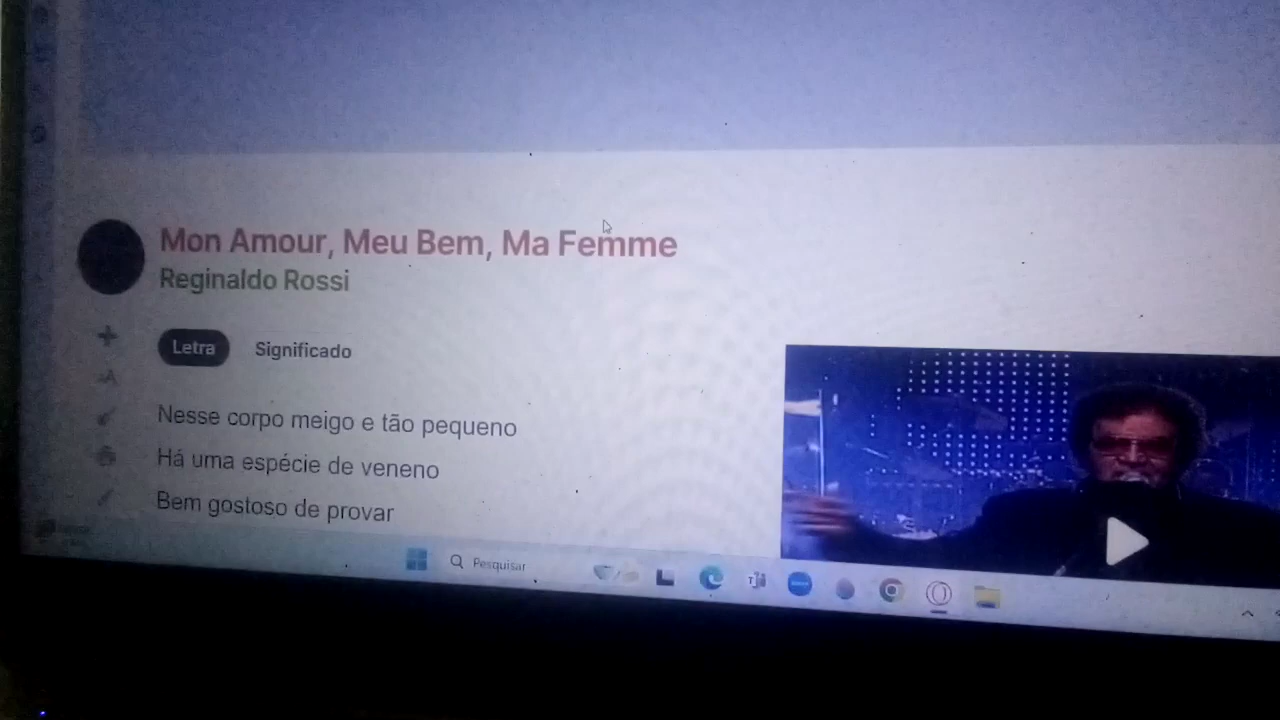 Mon Amour, Meu Bem, Ma Femme
Reginaldo Rossi
Letra
Significado
Nesse corpo meigo e tão pequeno
Há uma espécie de veneno
Bem gostoso de provar
Pesquisar